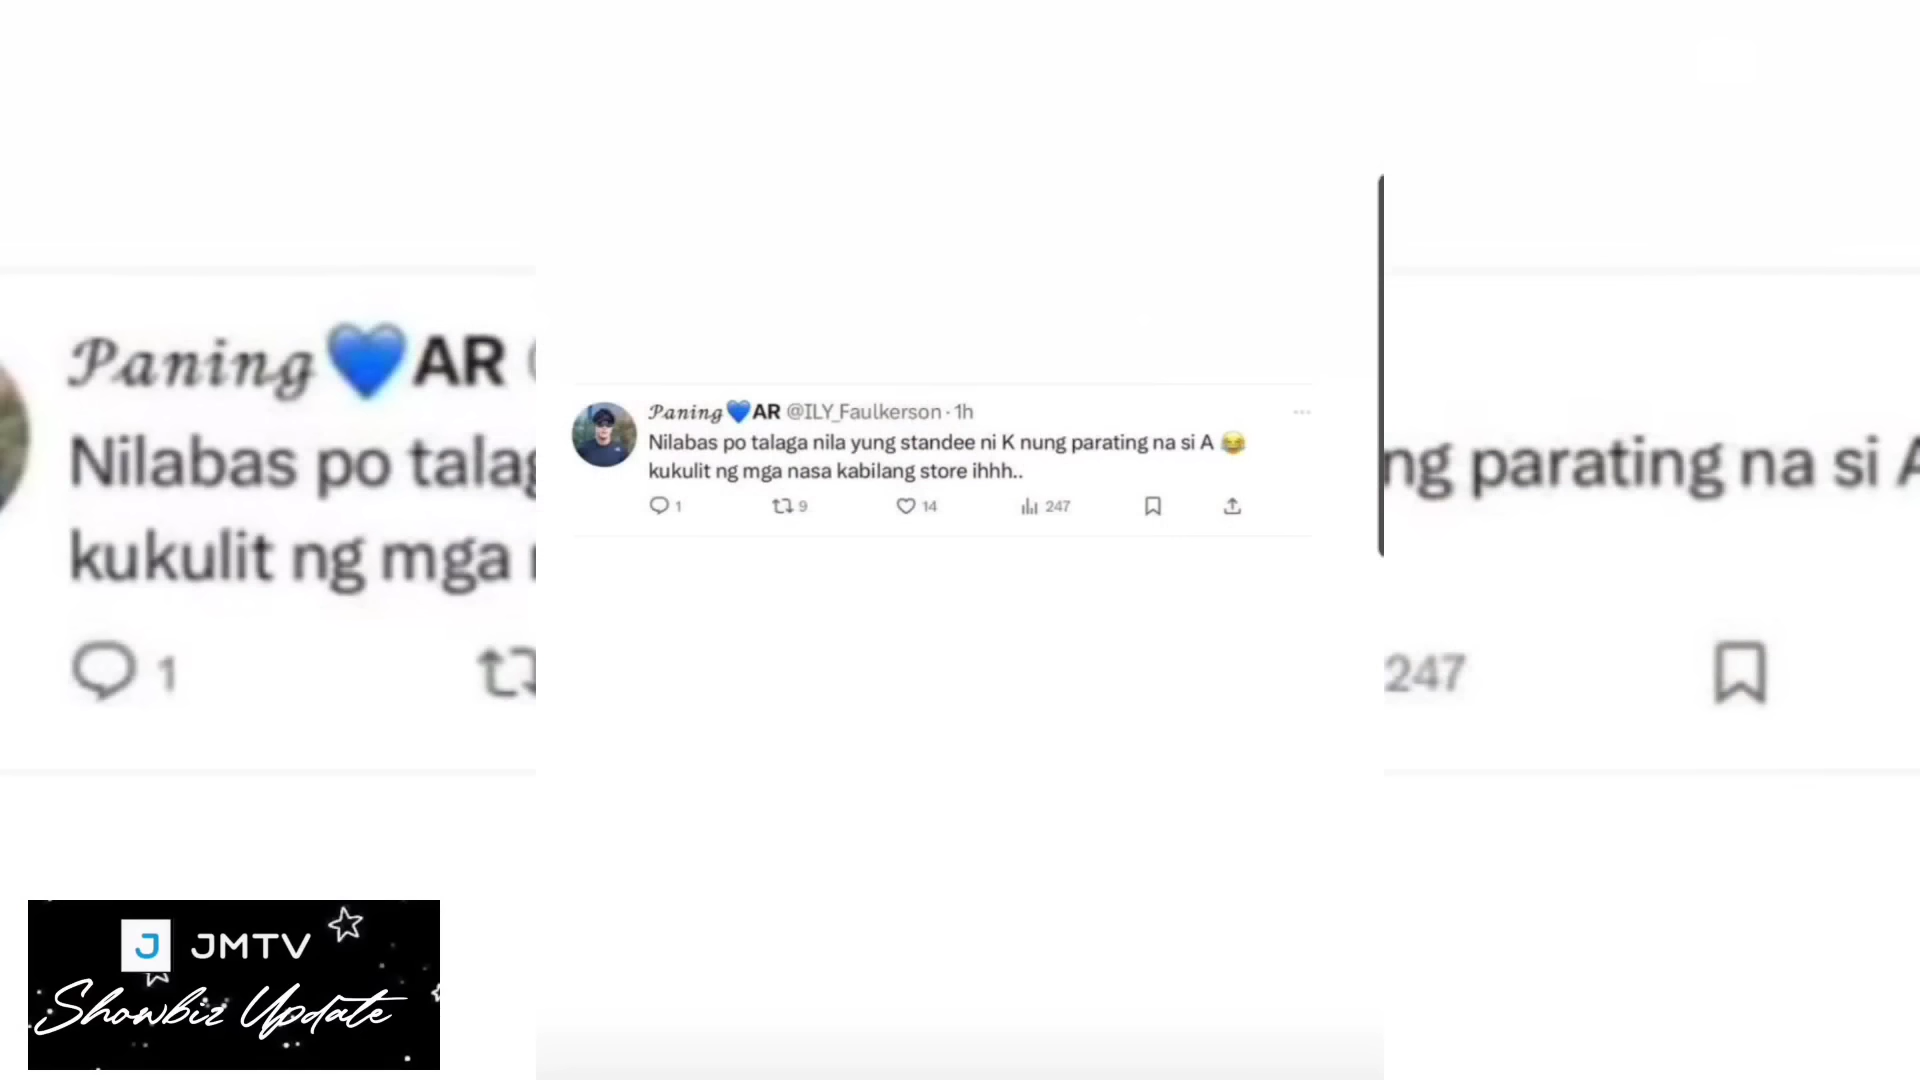 𝒫𝒶𝓃𝒾𝓃𝑔💙AR @ILY_Faulkerson · 1h
Nilabas po talaga nila yung standee ni K nung parating na si A 😂
kukulit ng mga nasa kabilang store ihhh..
1 9 14 247
Paning💙AR
Nilabas po talag
kukulit ng mga
1
ng parating na si A
247
J JMTV
Showbiz Update